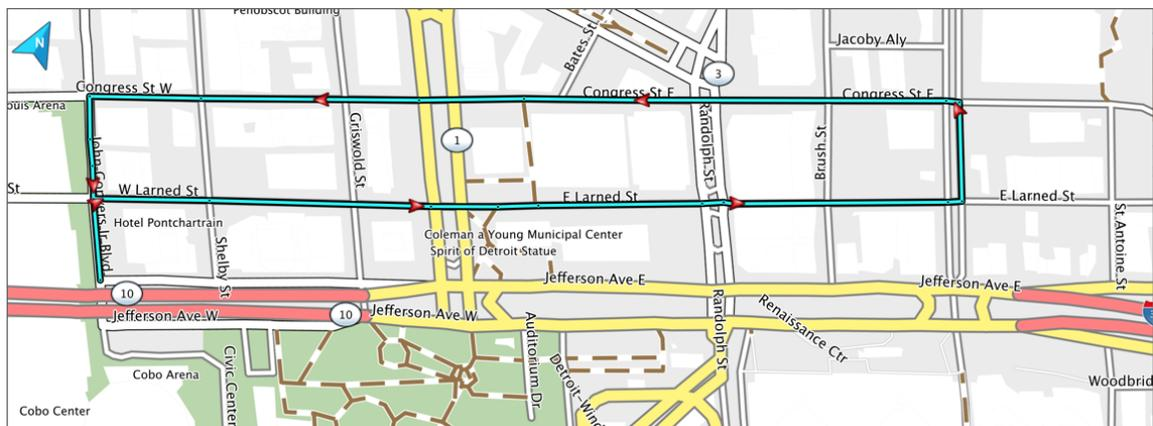 Penobscot Building
N
Bates St
Jacoby Aly
3
Congress St W
Congress St E
Congress St E
ouis Arena
Griswold St
Randolph St
1
Brush St
St
W Larned St
E Larned St
E Larned St
Hotel Pontchartrain
Shelby St
Coleman a Young Municipal Center
Spirit of Detroit Statue
St Antoine St
Jefferson Ave E
Jefferson Ave E
10
10
Jefferson Ave W
Jefferson Ave W
Randolph St
Renaissance Ctr
Auditorium Dr
Cobo Arena
Civic Center
Woodbrid
Cobo Center